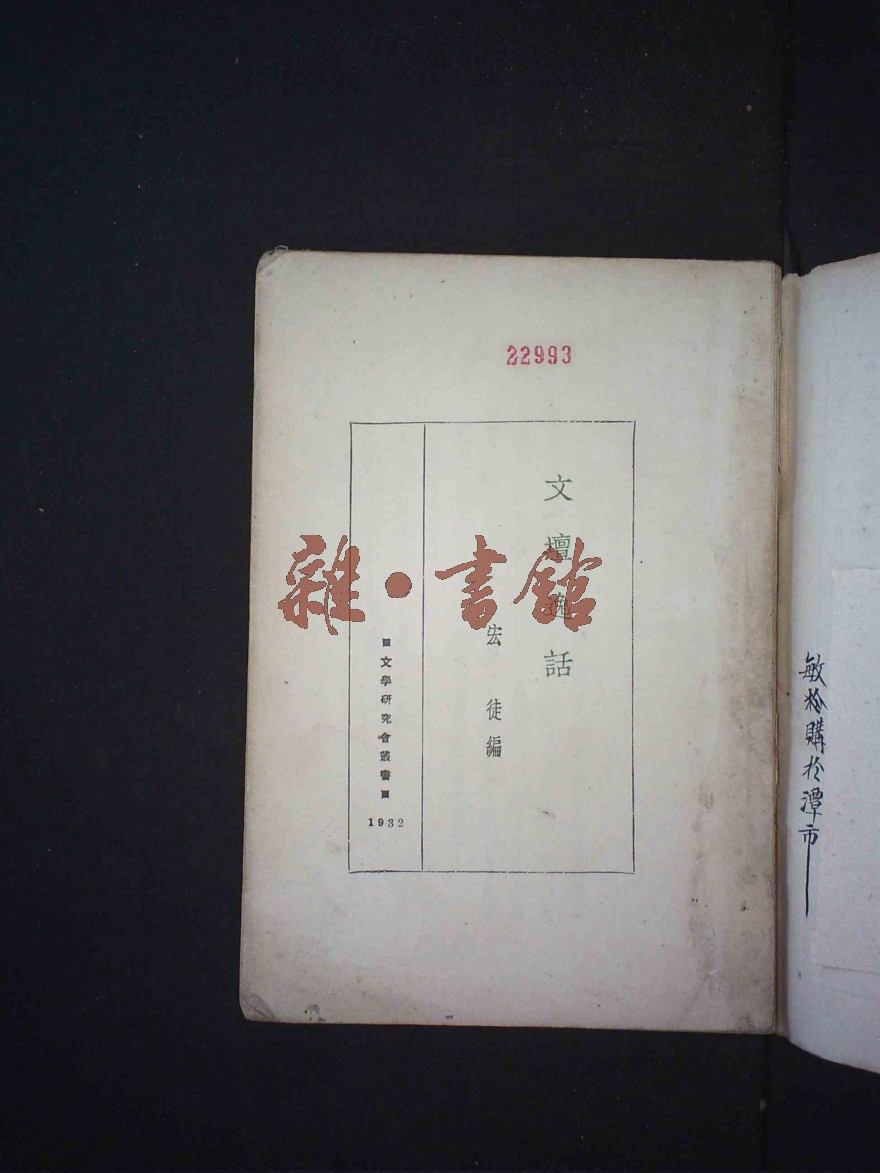 22993
文壇逸話
宏徒編
文學研究會叢書
1932
雜·書館
敏於購於潭市